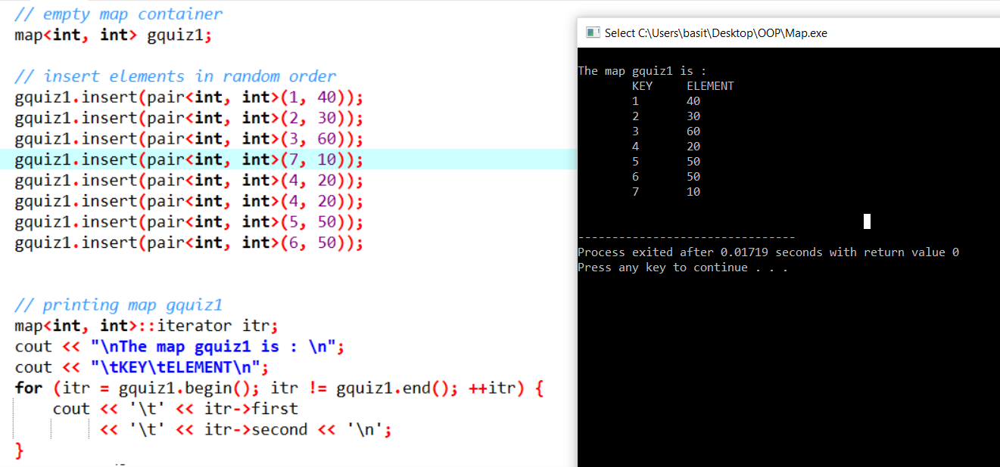 // empty map container
map<int, int> gquiz1;
// insert elements in random order
gquiz1.insert(pair<int, int>(1, 40));
gquiz1.insert(pair<int, int>(2, 30));
gquiz1.insert(pair<int, int>(3, 60));
gquiz1.insert(pair<int, int>(7, 10));
gquiz1.insert(pair<int, int>(4, 20));
gquiz1.insert(pair<int, int>(4, 20));
gquiz1.insert(pair<int, int>(5, 50));
gquiz1.insert(pair<int, int>(6, 50));
// printing map gquiz1
map<int, int>::iterator itr;
cout << "\nThe map gquiz1 is : \n";
cout << "\tKEY\tELEMENT\n";
for (itr = gquiz1.begin(); itr != gquiz1.end(); ++itr) {
cout << '\t' << itr->first
<< '\t' << itr->second << '\n';
}
Select C:\Users\basit\Desktop\OOP\Map.exe
The map gquiz1 is :
KEY ELEMENT
1 40
2 30
3 60
4 20
5 50
6 50
7 10
--------------------------------
Process exited after 0.01719 seconds with return value 0
Press any key to continue . . .